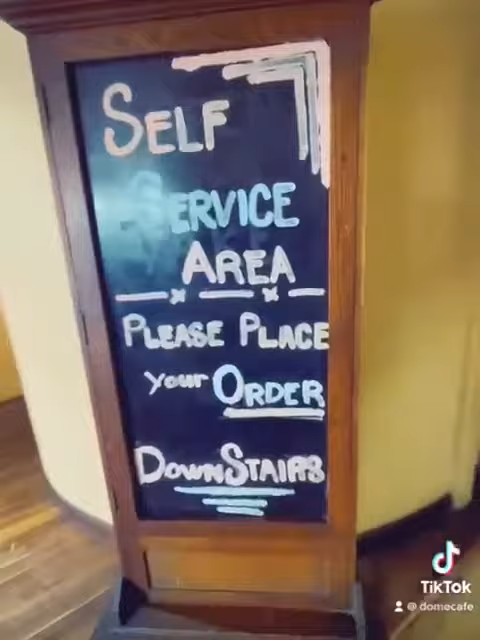 SELF
SERVICE
AREA
PLEASE PLACE
your ORDER
DOWNSTAIRS
TikTok
@domecafe